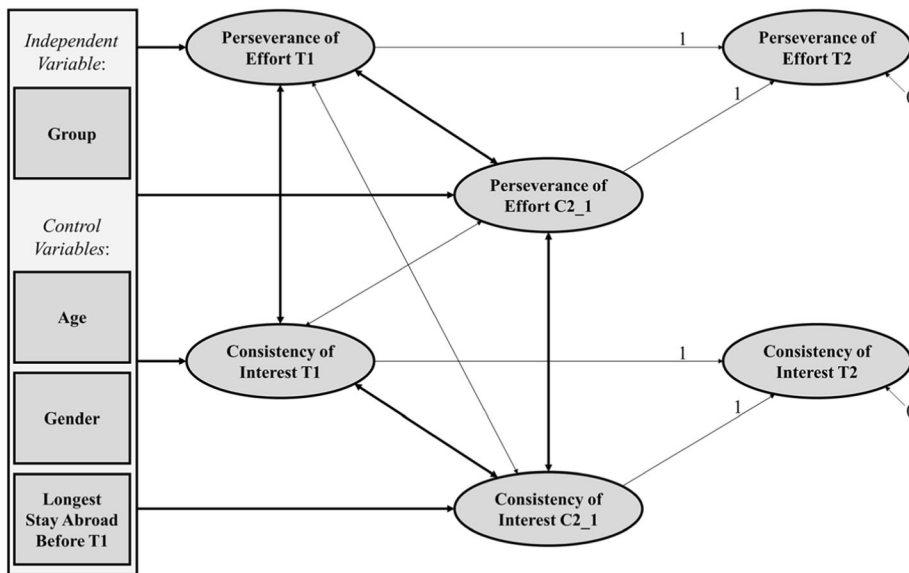 Independent
Variable:
Group
Control
Variables:
Age
Gender
Longest
Stay Abroad
Before T1
Perseverance of
Effort T1
1
Perseverance of
Effort T2
1
Perseverance of
Effort C2_1
Consistency of
Interest T1
1
Consistency of
Interest T2
1
Consistency of
Interest C2_1